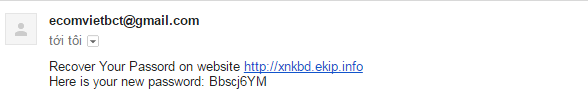 ecomvietbct@gmail.com
tới tôi
Recover Your Passord on website http://xnkbd.ekip.info
Here is your new password: Bbscj6YM